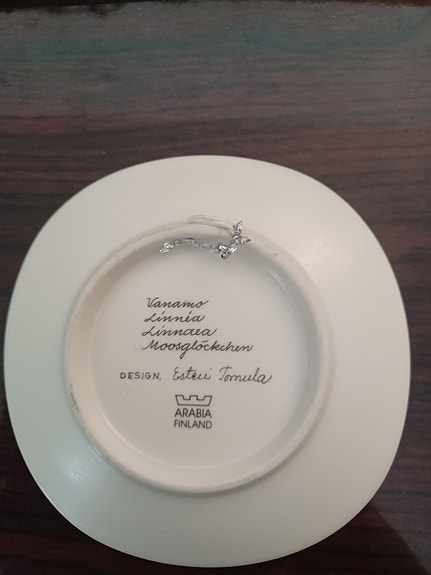 Vanamo
Linnéa
Linnaea
Moosglöckchen
DESIGN. Esteri Tomula
ARABIA
FINLAND